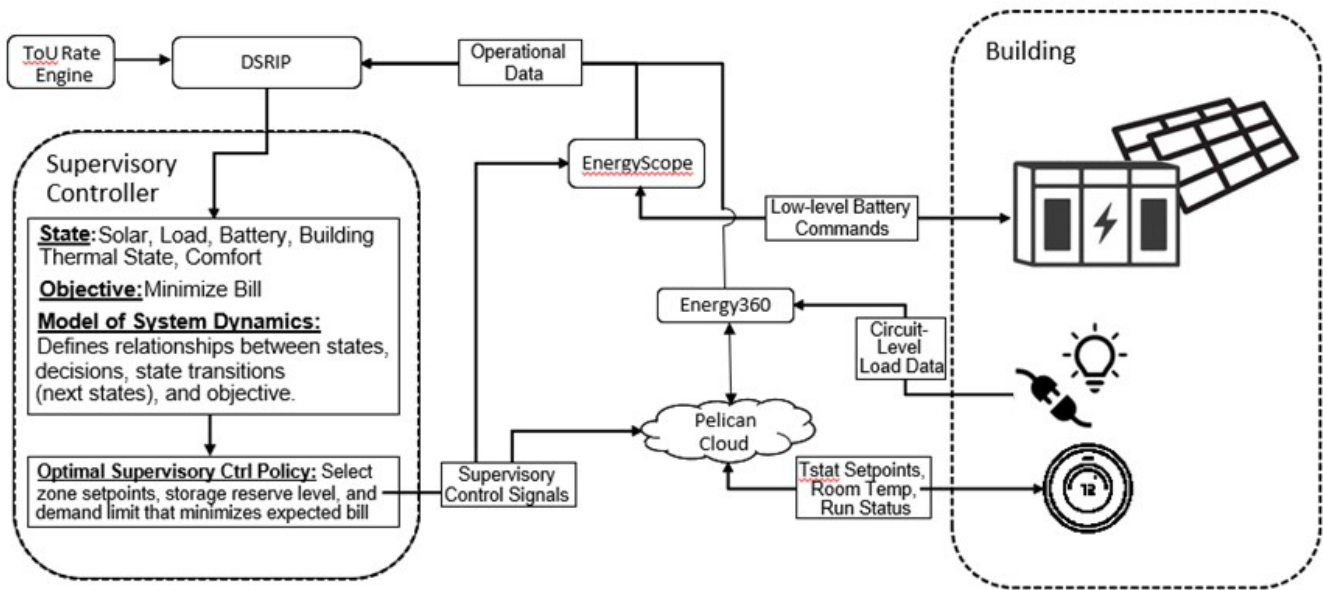 ToU Rate
Engine
DSRIP
Operational
Data
Building
Supervisory
Controller
EnergyScope
State: Solar, Load, Battery, Building
Thermal State, Comfort
Objective: Minimize Bill
Model of System Dynamics:
Defines relationships between states,
decisions, state transitions
(next states), and objective.
Low-level Battery
Commands
Energy360
Circuit-
Level
Load Data
Pelican
Cloud
Optimal Supervisory Ctrl Policy: Select
zone setpoints, storage reserve level, and
demand limit that minimizes expected bill
Supervisory
Control Signals
Tstat Setpoints,
Room Temp,
Run Status
72